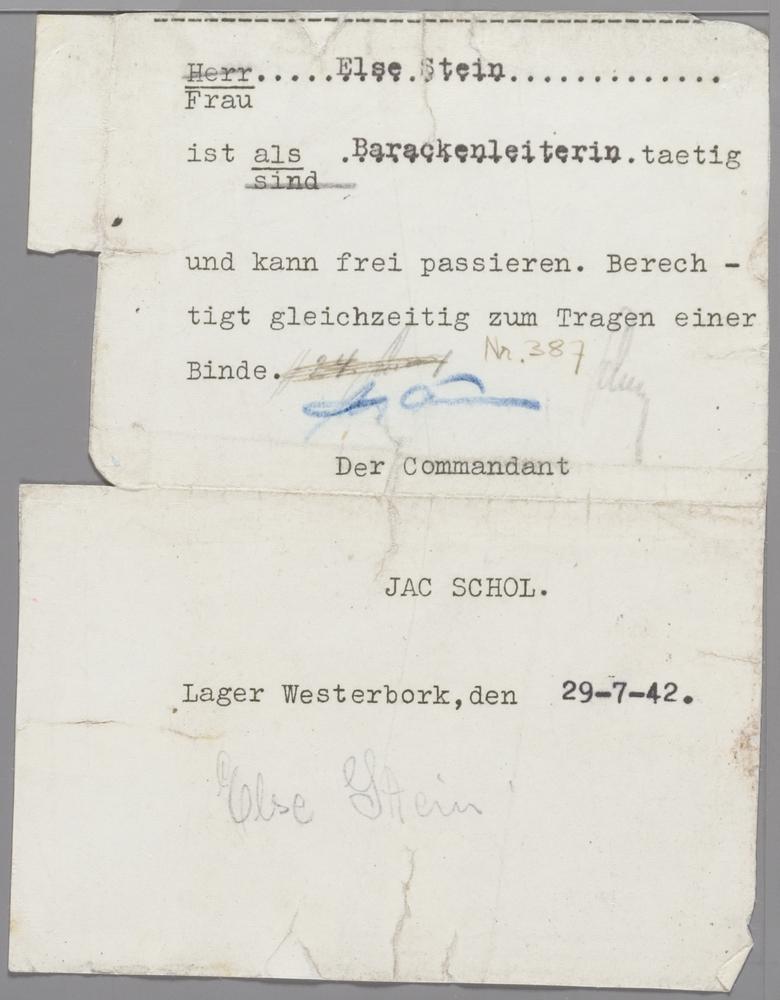 Herr.....Else Stein.............
Frau
ist als .Barackenleiterin.taetig
sind
und kann frei passieren. Berech -
tigt gleichzeitig zum Tragen einer
Binde. Nr. 387
Der Commandant
JAC SCHOL.
Lager Westerbork,den 29-7-42.
Else Stein